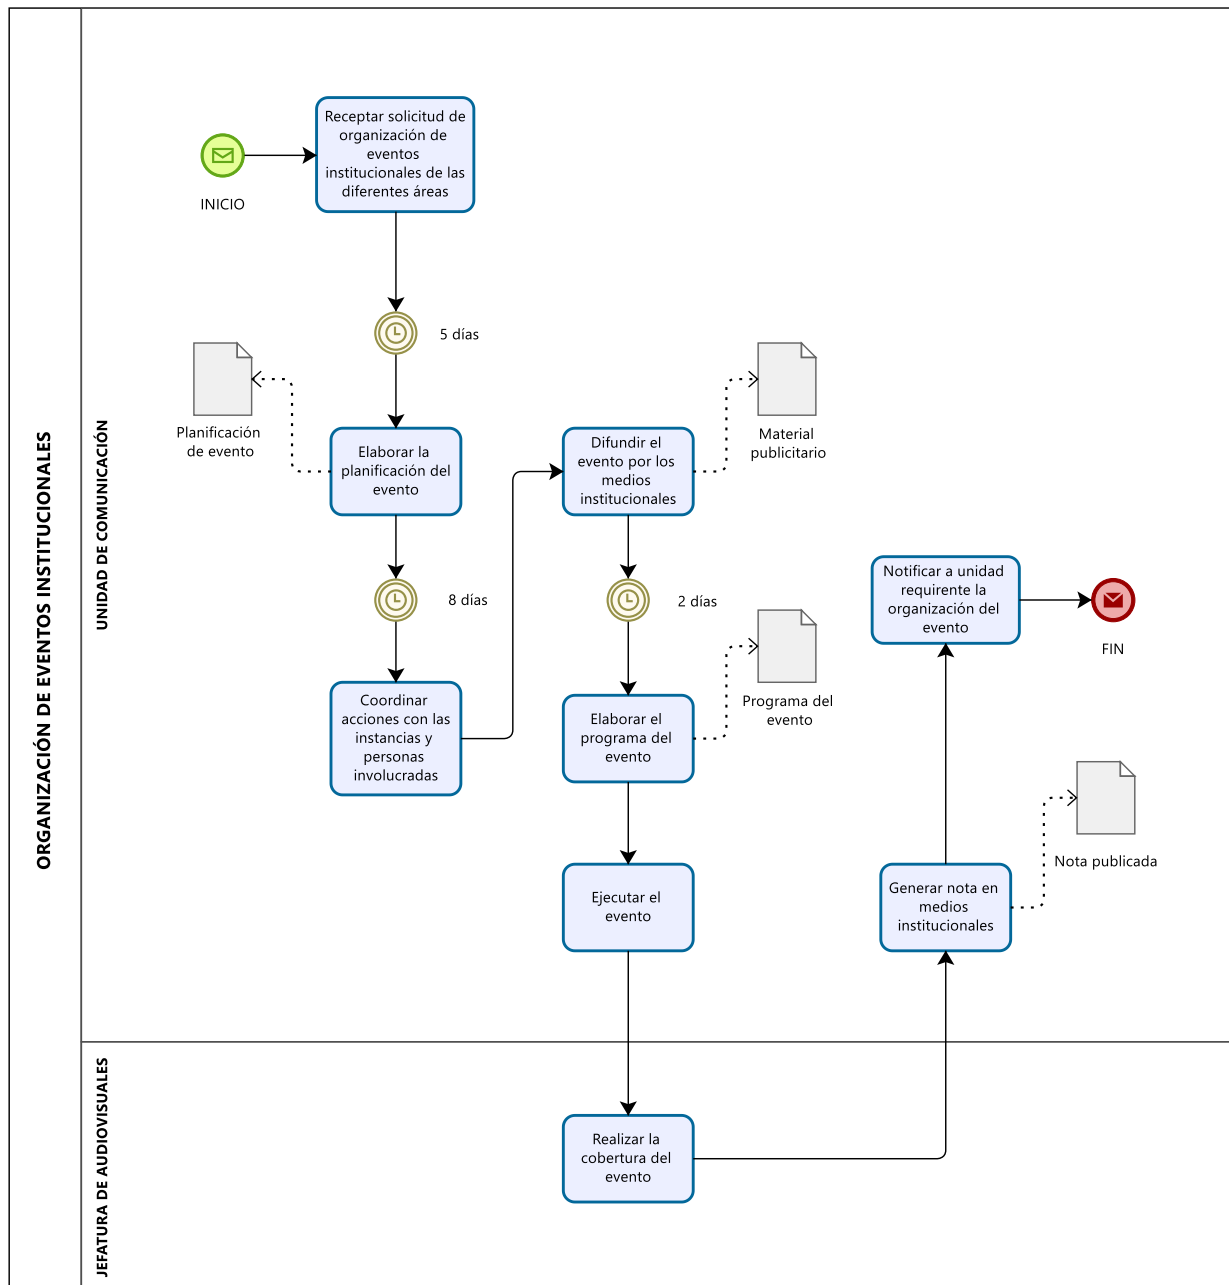 ORGANIZACIÓN DE EVENTOS INSTITUCIONALES
UNIDAD DE COMUNICACIÓN
INICIO
Receptar solicitud de
organización de
eventos
institucionales de las
diferentes áreas
5 días
Planificación
de evento
Elaborar la
planificación del
evento
8 días
Coordinar
acciones con las
instancias y
personas
involucradas
Difundir el
evento por los
medios
institucionales
Material
publicitario
2 días
Elaborar el
programa del
evento
Programa del
evento
Ejecutar el
evento
Notificar a unidad
requirente la
organización del
evento
FIN
Generar nota en
medios
institucionales
Nota publicada
JEFATURA DE AUDIOVISUALES
Realizar la
cobertura del
evento